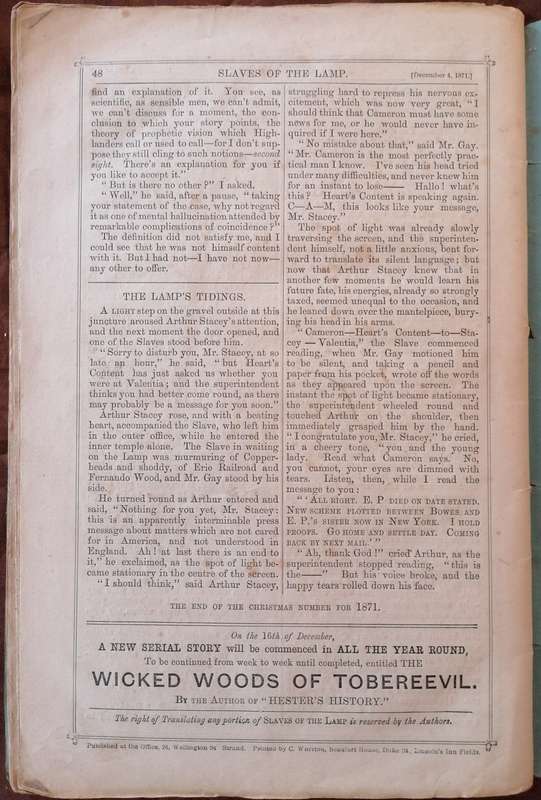 48
SLAVES OF THE LAMP.
[December 4, 1871.]
find an explanation of it. You see, as
scientific, as sensible men, we can't admit,
we can't discuss for a moment, the con-
clusion to which your story points, the
theory of prophetic vision which High-
landers call or used to call—for I don't sup-
pose they still cling to such notions—second
sight. There's an explanation for you if
you like to accept it."
"But is there no other?" I asked.
"Well," he said, after a pause, "taking
your statement of the case, why not regard
it as one of mental hallucination attended by
remarkable complications of coincidence?"
The definition did not satisfy me, and I
could see that he was not himself content
with it. But I had not—I have not now—
any other to offer.
THE LAMP'S TIDINGS.
A LIGHT step on the gravel outside at this
juncture aroused Arthur Stacey's attention,
and the next moment the door opened, and
one of the Slaves stood before him.
"Sorry to disturb you, Mr. Stacey, at so
late an hour," he said, "but Heart's
Content has just asked us whether you
were at Valentia; and the superintendent
thinks you had better come round, as there
may probably be a message for you soon."
Arthur Stacey rose, and with a beating
heart, accompanied the Slave, who left him
in the outer office, while he entered the
inner temple alone. The Slave in waiting
on the Lamp was murmuring of Copper-
heads and shoddy, of Erie Railroad and
Fernando Wood, and Mr. Gay stood by his
side.
He turned round as Arthur entered and
said, "Nothing for you yet, Mr. Stacey:
this is an apparently interminable press
message about matters which are not cared
for in America, and not understood in
England. Ah! at last there is an end to
it," he exclaimed, as the spot of light be-
came stationary in the centre of the screen.
"I should think," said Arthur Stacey,
struggling hard to repress his nervous ex-
citement, which was now very great, "I
should think that Cameron must have some
news for me, or he would never have in-
quired if I were here."
"No mistake about that," said Mr. Gay.
"Mr. Cameron is the most perfectly prac-
tical man I know. I've seen his head tried
under many difficulties, and never knew him
for an instant to lose—— Hallo! what's
this? Heart's Content is speaking again.
C—A—M, this looks like your message,
Mr. Stacey."
The spot of light was already slowly
traversing the screen, and the superinten-
dent himself, not a little anxious, bent for-
ward to translate its silent language; but
now that Arthur Stacey knew that in
another few moments he would learn his
future fate, his energies, already so strongly
taxed, seemed unequal to the occasion, and
he leaned down over the mantelpiece, bury-
ing his head in his arms.
"Cameron—Heart's Content—to—Sta-
cey—Valentia," the Slave commenced
reading, when Mr. Gay motioned him
to be silent, and taking a pencil and
paper from his pocket, wrote off the words
as they appeared upon the screen. The
instant the spot of light became stationary,
the superintendent wheeled round and
touched Arthur on the shoulder, then
immediately grasped him by the hand.
"I congratulate you, Mr. Stacey," he cried,
in a cheery tone, "you and the young
lady. Read what Cameron says. No,
you cannot, your eyes are dimmed with
tears. Listen, then, while I read the
message to you:
"'ALL RIGHT. E. P DIED ON DATE STATED.
NEW SCHEME PLOTTED BETWEEN BOWES AND
E. P.'S SISTER NOW IN NEW YORK. I HOLD
PROOFS. GO HOME AND SETTLE DAY. COMING
BACK BY NEXT MAIL.'"
"Ah, thank God!" cried Arthur, as the
superintendent stopped reading, "this is
the——" But his voice broke, and the
happy tears rolled down his face.
THE END OF THE CHRISTMAS NUMBER FOR 1871.
On the 16th of December,
A NEW SERIAL STORY will be commenced in ALL THE YEAR ROUND,
To be continued from week to week until completed, entitled THE
WICKED WOODS OF TOBEREEVIL.
BY THE AUTHOR OF "HESTER'S HISTORY."
The right of Translating any portion of SLAVES OF THE LAMP is reserved by the Authors.
Published at the Office, 26, Wellington St Strand. Printed by C. WHITING, Beaufort House, Duke St., Lincoln's Inn Fields.